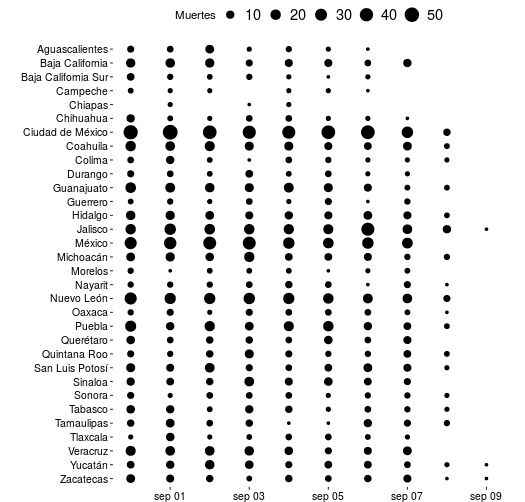 Muertes 10 20 30 40 50
Aguascalientes
Baja California
Baja California Sur
Campeche
Chiapas
Chihuahua
Ciudad de México
Coahuila
Colima
Durango
Guanajuato
Guerrero
Hidalgo
Jalisco
México
Michoacán
Morelos
Nayarit
Nuevo León
Oaxaca
Puebla
Querétaro
Quintana Roo
San Luis Potosí
Sinaloa
Sonora
Tabasco
Tamaulipas
Tlaxcala
Veracruz
Yucatán
Zacatecas
sep 01 sep 03 sep 05 sep 07 sep 09